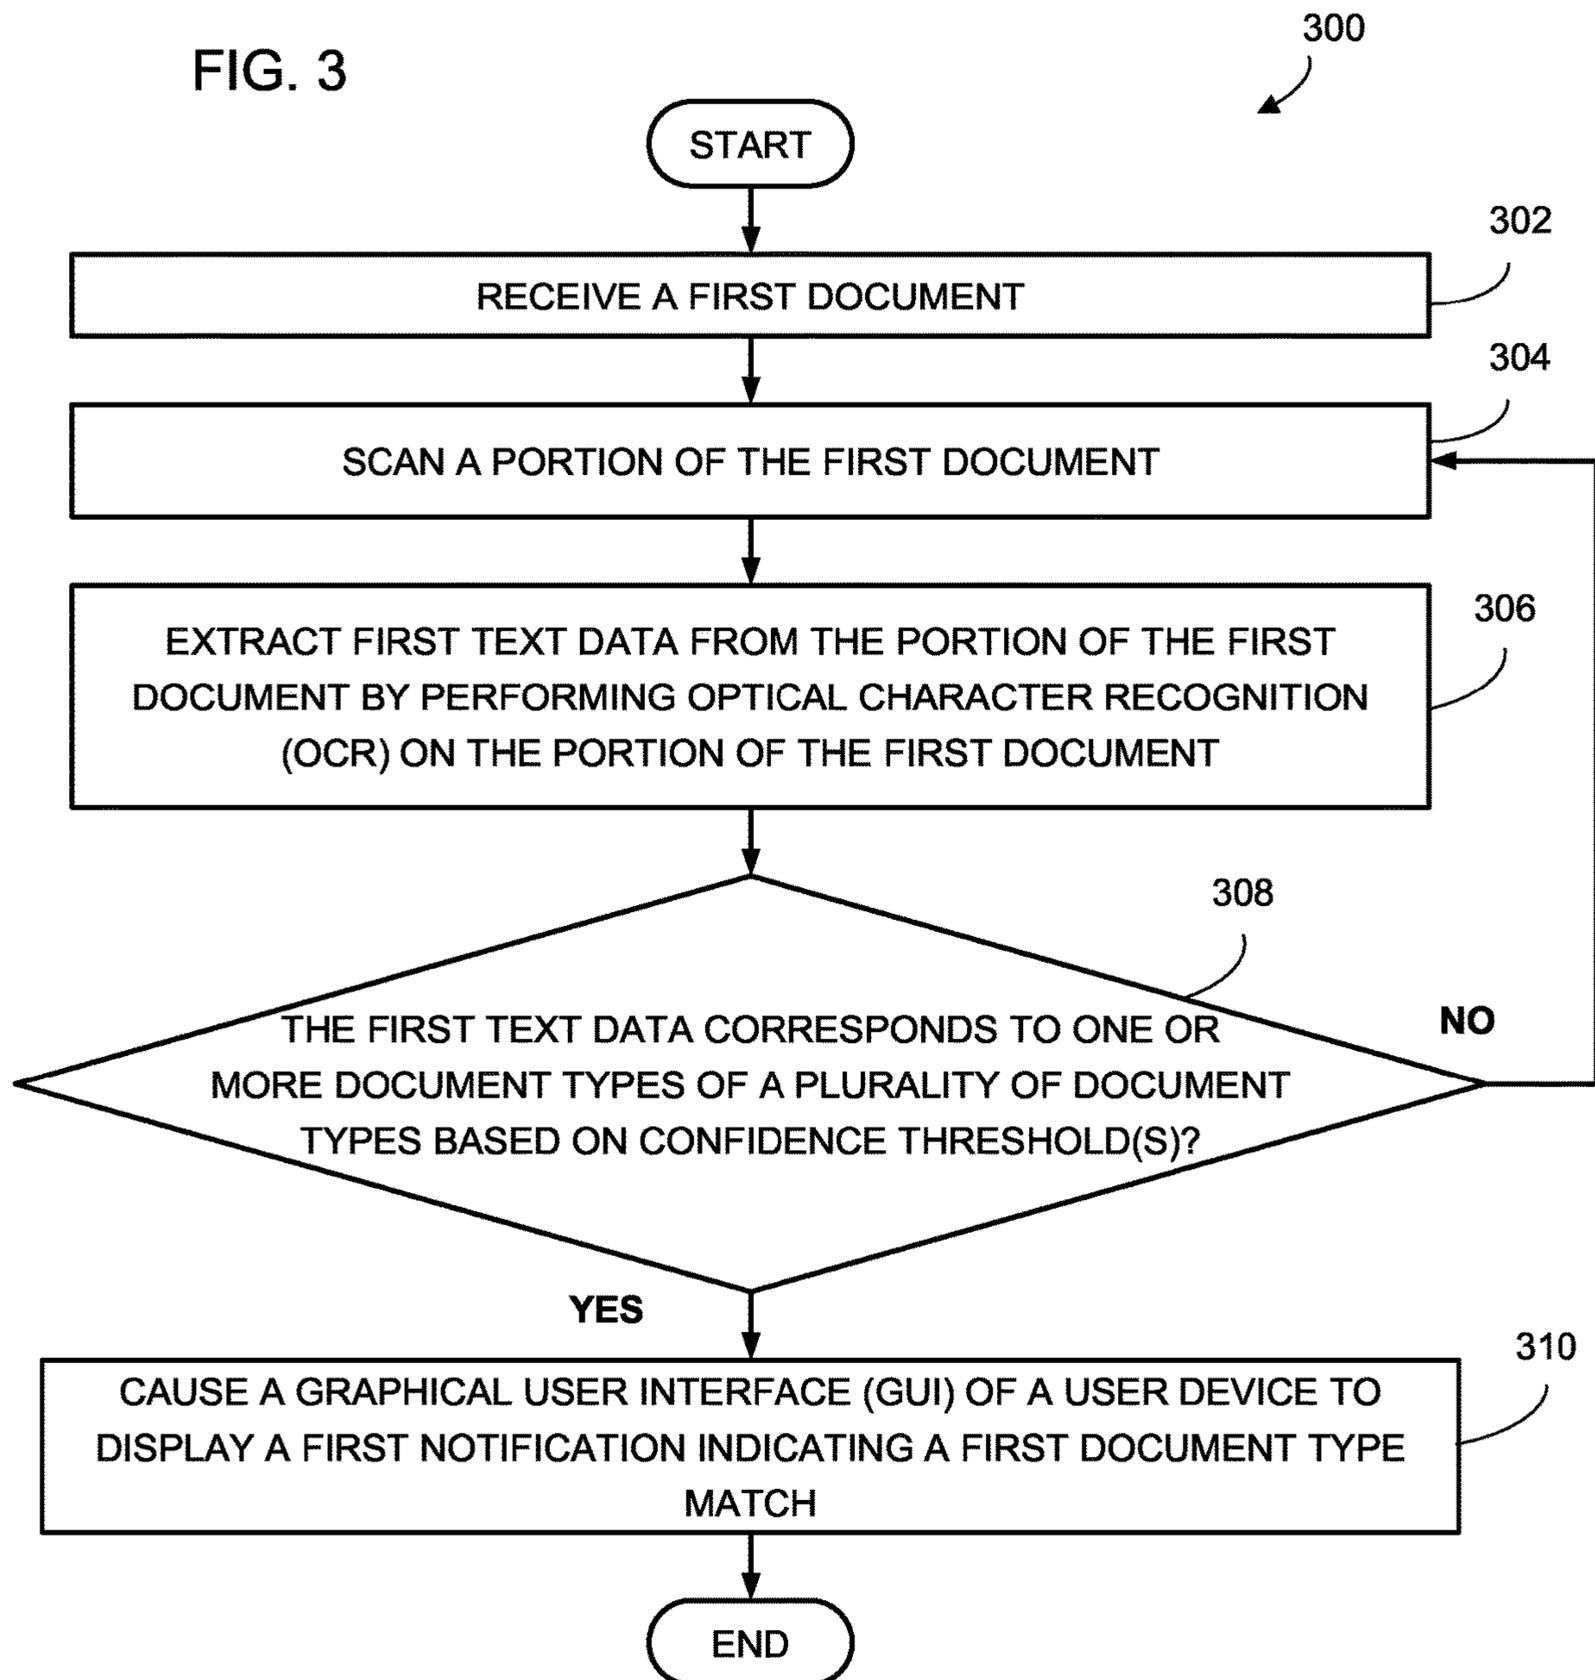 FIG. 3
300
START
302
RECEIVE A FIRST DOCUMENT
304
SCAN A PORTION OF THE FIRST DOCUMENT
306
EXTRACT FIRST TEXT DATA FROM THE PORTION OF THE FIRST
DOCUMENT BY PERFORMING OPTICAL CHARACTER RECOGNITION
(OCR) ON THE PORTION OF THE FIRST DOCUMENT
308
THE FIRST TEXT DATA CORRESPONDS TO ONE OR
MORE DOCUMENT TYPES OF A PLURALITY OF DOCUMENT
TYPES BASED ON CONFIDENCE THRESHOLD(S)?
NO
YES
310
CAUSE A GRAPHICAL USER INTERFACE (GUI) OF A USER DEVICE TO
DISPLAY A FIRST NOTIFICATION INDICATING A FIRST DOCUMENT TYPE
MATCH
END